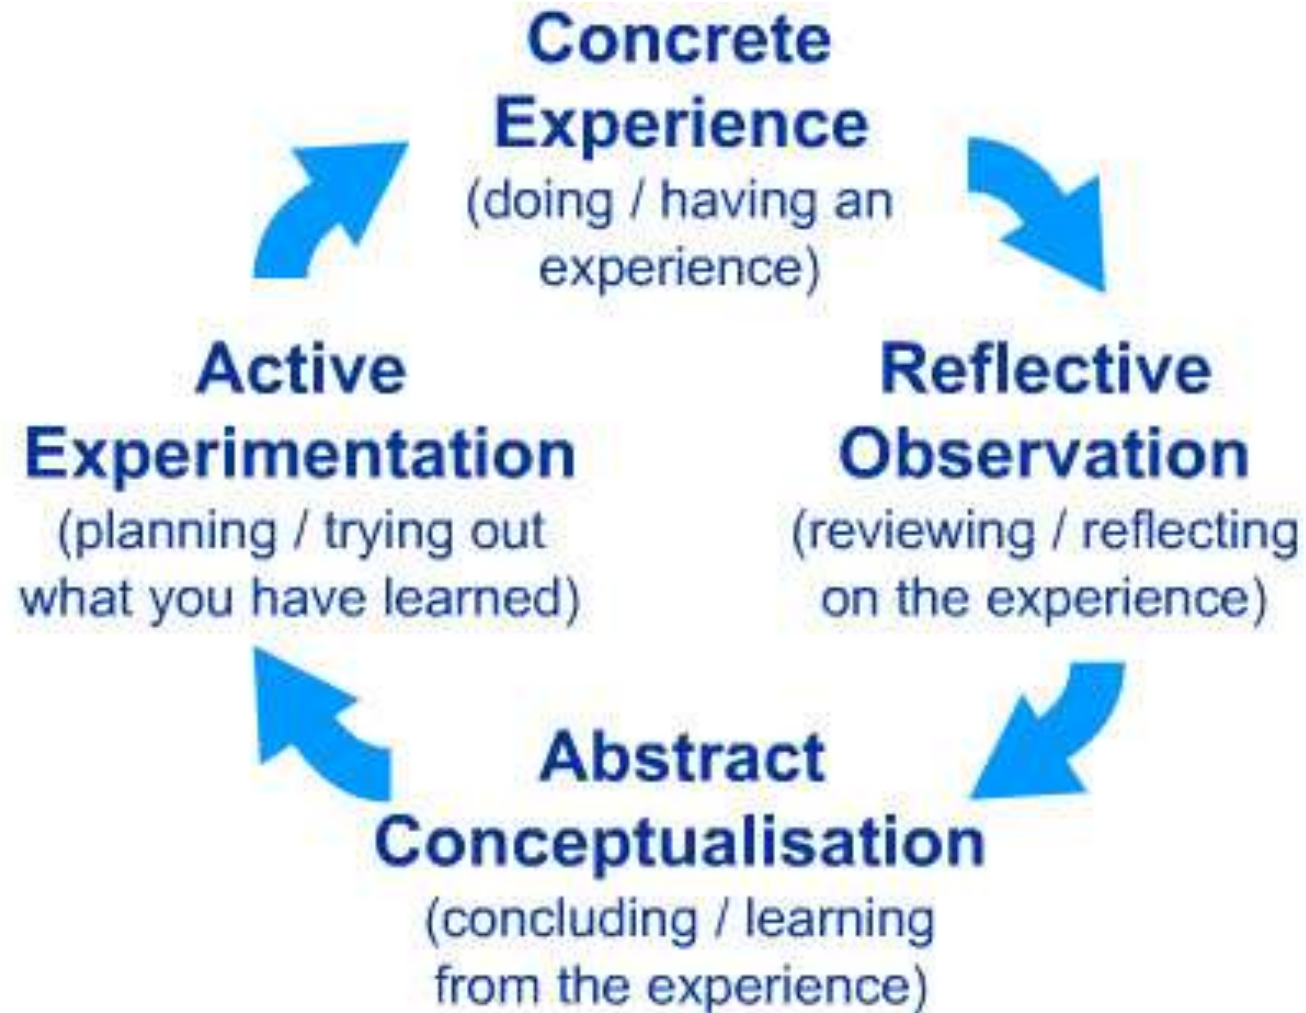 Concrete
Experience
(doing / having an
experience)
Reflective
Observation
(reviewing / reflecting
on the experience)
Abstract
Conceptualisation
(concluding / learning
from the experience)
Active
Experimentation
(planning / trying out
what you have learned)